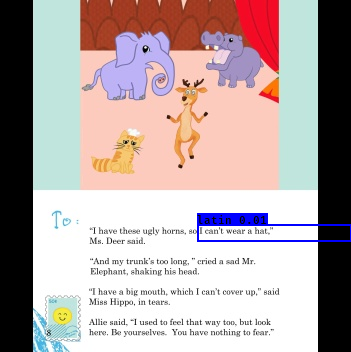 To:
latin 0.01
"I have these ugly horns, so I can't wear a hat,"
Ms. Deer said.
"And my trunk's too long, " cried a sad Mr.
Elephant, shaking his head.
"I have a big mouth, which I can't cover up," said
Miss Hippo, in tears.
Allie said, "I used to feel that way too, but look
here. Be yourselves.  You have nothing to fear."
8